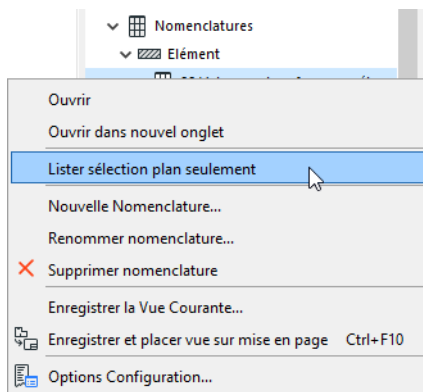 Nomenclatures
Elément
Ouvrir
Ouvrir dans nouvel onglet
Lister sélection plan seulement
Nouvelle Nomenclature...
Renommer nomenclature...
Supprimer nomenclature
Enregistrer la Vue Courante...
Enregistrer et placer vue sur mise en page Ctrl+F10
Options Configuration...